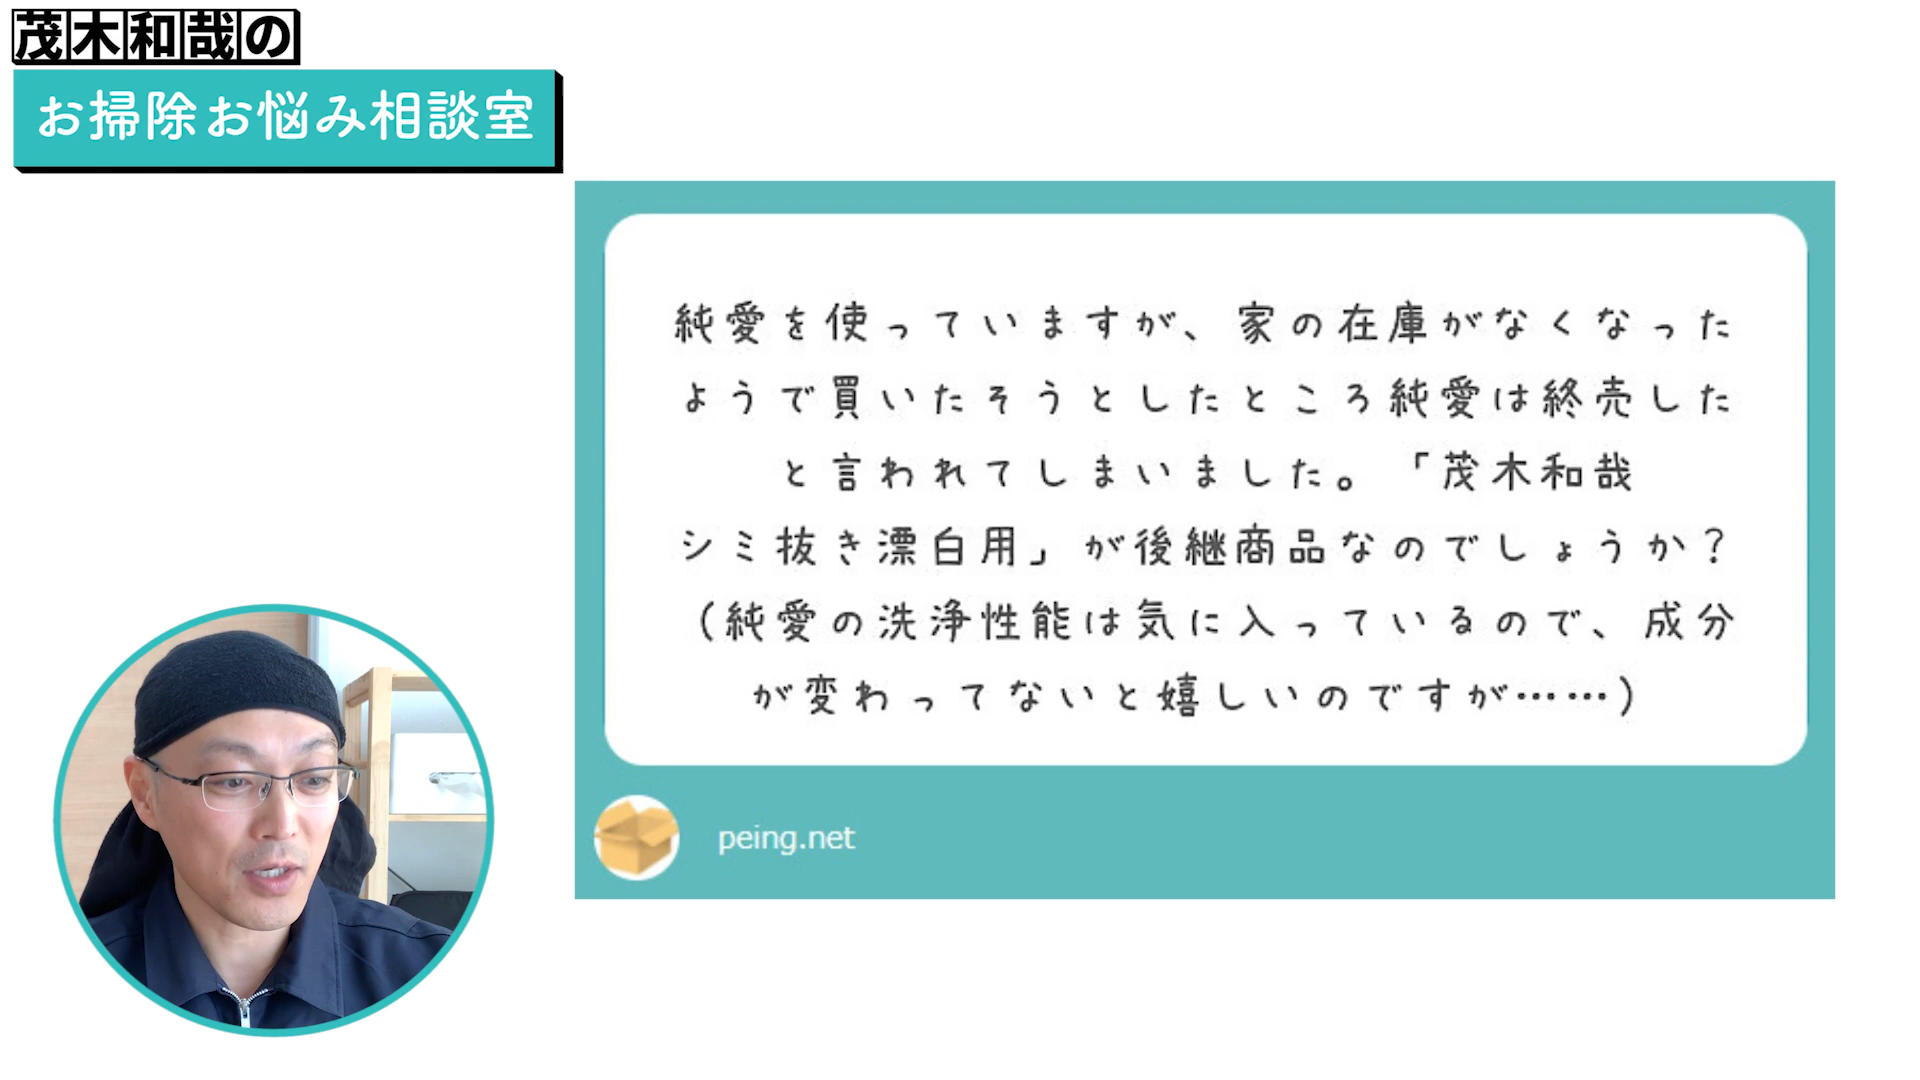 茂木和哉の
お掃除お悩み相談室
純愛を使っていますが、家の在庫がなくなった
ようで買いたそうとしたところ純愛は終売した
と言われてしまいました。「茂木和哉
シミ抜き漂白用」が後継商品なのでしょうか？
（純愛の洗浄性能は気に入っているので、成分
が変わってないと嬉しいのですが……）
peing.net